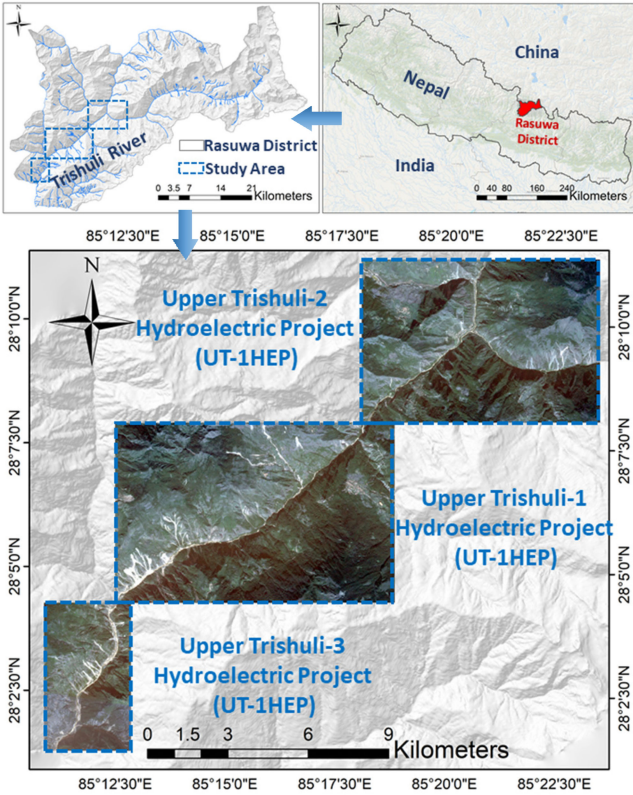 N
Trishuli River
Rasuwa District
Study Area
0 3.5 7 14 21
Kilometers
N
China
Nepal
Rasuwa
District
India
0 40 80 160 240
Kilometers
85°12'30"E 85°15'0"E 85°17'30"E 85°20'0"E 85°22'30"E
N
Upper Trishuli-2
Hydroelectric Project
(UT-1HEP)
28°10'0"N
28°10'0"N
28°7'30"N
28°7'30"N
Upper Trishuli-1
Hydroelectric Project
(UT-1HEP)
28°5'0"N
28°5'0"N
Upper Trishuli-3
Hydroelectric Project
(UT-1HEP)
28°2'30"N
28°2'30"N
0 1.5 3 6 9
Kilometers
85°12'30"E 85°15'0"E 85°17'30"E 85°20'0"E 85°22'30"E